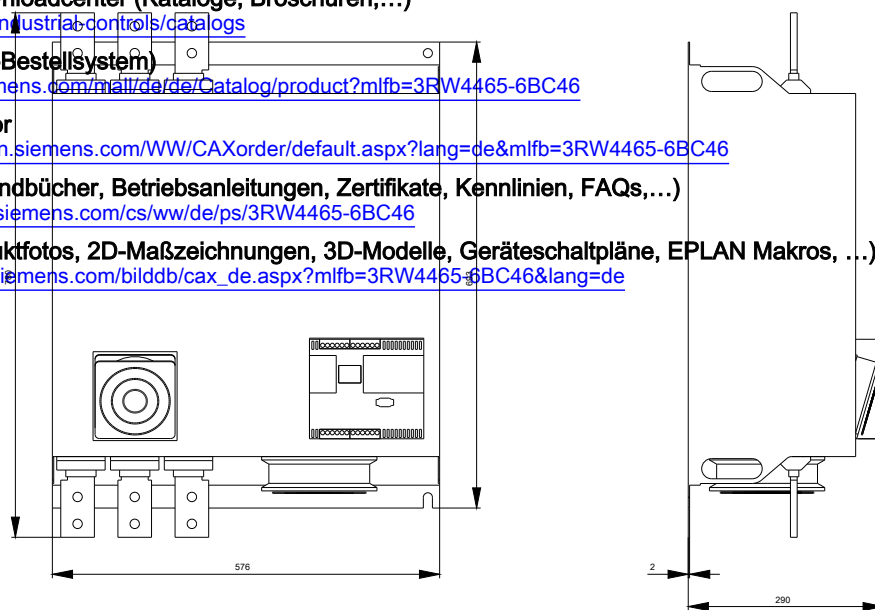 nloadcenter (Kataloge, Broschüren,…)
ndustrial-controls/catalogs
-Bestellsystem)
mens.com/mall/de/de/Catalog/product?mlfb=3RW4465-6BC46
or
n.siemens.com/WW/CAXorder/default.aspx?lang=de&mlfb=3RW4465-6BC46
ndbücher, Betriebsanleitungen, Zertifikate, Kennlinien, FAQs,…)
siemens.com/cs/ww/de/ps/3RW4465-6BC46
uktfotos, 2D-Maßzeichnungen, 3D-Modelle, Geräteschaltpläne, EPLAN Makros, …)
siemens.com/bilddb/cax_de.aspx?mlfb=3RW4465-6BC46&lang=de
576
2
290